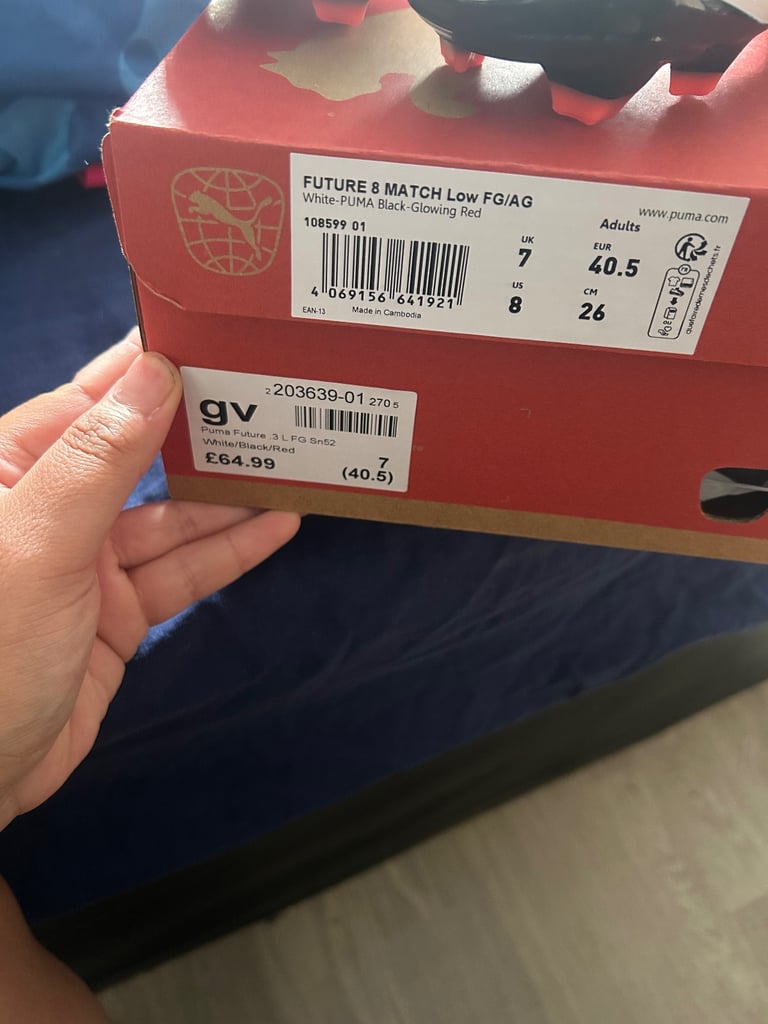 FUTURE 8 MATCH Low FG/AG
White-PUMA Black-Glowing Red
www.puma.com
108599 01
Adults
UK
7
EUR
40.5
US
8
CM
26
4 069156 641921
EAN-13
Made in Cambodia
quefairedemesdechets.fr
2 203639-01 270 5
gv
Puma Future .3 L FG Sn52
White/Black/Red
£64.99
7
(40.5)